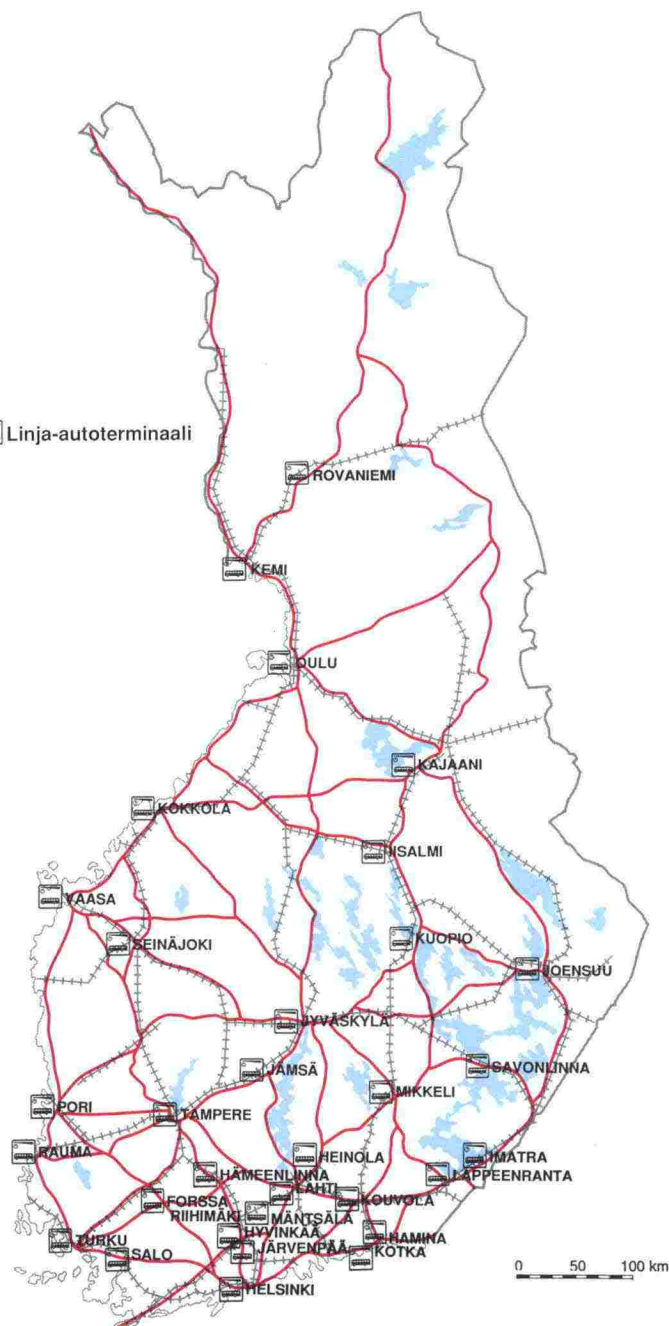 Linja-autoterminaali
ROVANIEMI
KEMI
OULU
KAJAANI
KOKKOLA
IISALMI
VAASA
KUOPIO
SEINÄJOKI
JOENSUU
JYVÄSKYLÄ
JÄMSÄ
SAVONLINNA
MIKKELI
PORI
TAMPERE
RAUMA
HEINOLA
IMATRA
HÄMEENLINNA
LAPPEENRANTA
LAHTI
FORSSA
KOUVOLA
RIIHIMÄKI
MÄNTSÄLÄ
HYVINKÄÄ
HAMINA
TURKU
JÄRVENPÄÄ
KOTKA
SALO
HELSINKI
0 50 100 km